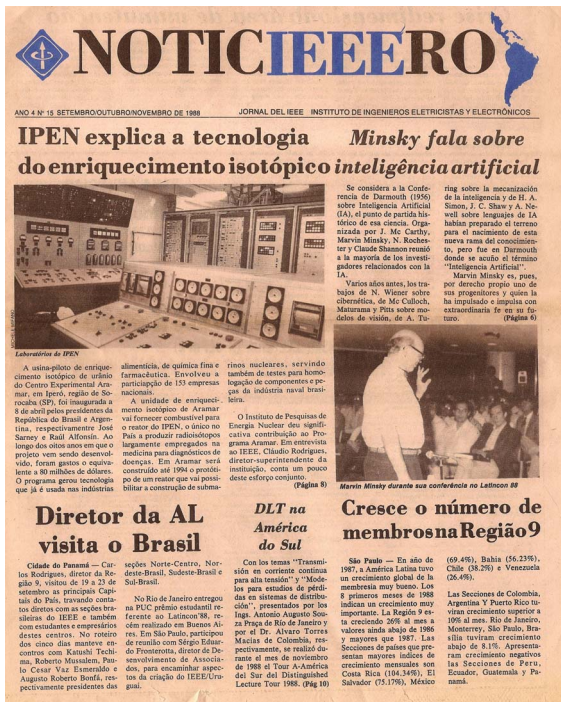 NOTICIEEERO
ANO 4 Nº 15 SETEMBRO/OUTUBRO/NOVEMBRO DE 1988 JORNAL DEL IEEE INSTITUTO DE INGENIEROS ELETRICISTAS Y ELECTRÓNICOS
IPEN explica a tecnologia
do enriquecimento isotópico
Laboratórios do IPEN
A usina-piloto de enrique-
cimento isotópico de urânio
do Centro Experimental Ara-
mar, em Iperó, região de So-
rocaba (SP), foi inaugurada a
8 de abril pelos presidentes da
República do Brasil e Argen-
tina, respectivamentre José
Sarney e Raúl Alfonsín. Ao
longo dos oitos anos em que o
projeto vem sendo desenvol-
vido, foram gastos o equiva-
lente a 80 milhões de dólares.
O programa gerou tecnologia
que já é usada nas indústrias
alimentícia, de química fina e
farmacêutica. Envolveu a
participação de 153 empresas
nacionais.
A unidade de enriqueci-
mento isotópico de Aramar
vai fornecer combustível para
o reator do IPEN, o único no
País a produzir radioisótopos
largamente empregados na
medicina para diagnósticos de
doenças. Em Aramar será
construído até 1994 o protóti-
po de um reator que vai possi-
bilitar a construção de subma-
rinos nucleares, servindo
também de testes para homo-
logação de componentes e pe-
ças da indústria naval brasi-
leira.
O Instituto de Pesquisas de
Energia Nuclear deu signifi-
cativa contribuição ao Pro-
grama Aramar. Em entrevista
ao IEEE, Cláudio Rodrigues,
diretor-superintendente da
instituição, conta um pouco
deste esforço conjunto.
(Página 8)
Minsky fala sobre
inteligência artificial
Se considera a la Confe-
rencia de Darmouth (1956)
sobre Inteligencia Artificial
(IA), el punto de partida his-
tórico de esa ciencia. Orga-
nizada por J. Mc Carthy,
Marvin Minsky, N. Roches-
ter y Claude Shannon reunió
a la mayoría de los investi-
gadores relacionados con la
IA.
Varios años antes, los tra-
bajos de N. Wiener sobre
cibernética, de Mc Culloch,
Maturama y Pitts sobre mo-
delos de visión, de A. Tu-
ring sobre la mecanización
de la inteligencia y de H. A.
Simon, J. C. Shaw y A. Ne-
well sobre lenguajes de IA
habían preparado el terreno
para el nacimiento de esta
nueva rama del conocimien-
to, pero fue en Darmouth
donde se acuño el término
"Inteligencia Artificial".
Marvin Minsky es, pues,
por derecho propio uno de
sus progenitores y quien la
ha impulsado e impulsa con
extraordinaria fe en su fu-
turo. (Página 6)
Marvin Minsky durante sua conferência no Latincon 88
Diretor da AL
visita o Brasil
Cidade do Panamá — Car-
los Rodrigues, diretor da Re-
gião 9, visitou de 19 a 23 de
setembro as principais Capi-
tais do País, travando conta-
tos diretos com as seções bra-
sileiras do IEEE e também
com estudantes e empresários
destes centros. No roteiro
dos cinco dias manteve en-
contros com Katushi Techi-
ma, Roberto Mussalem, Pau-
lo Cesar Vaz Esmeraldo e
Augusto Roberto Bonfá, res-
pectivamente presidentes das
seções Norte-Centro, Nor-
deste-Brasil, Sudeste-Brasil e
Sul-Brasil.
No Rio de Janeiro entregou
na PUC prêmio estudantil re-
ferente ao Latincon'88, rea-
lizado em Buenos Ai-
res. Em São Paulo, participou
de reunião com Sérgio Eduar-
do Fronterotta, diretor de De-
senvolvimento de Associa-
dos, para encaminhar aspec-
tos da criação do IEEE/Uru-
guai.
DLT na
América
do Sul
Con los temas "Transmi-
sión en corriente continua
para alta tensión" y "Mode-
los para estudios de pérdi-
das en sistemas de distribu-
ción", presentados por los
Ings. Antonio Augusto Sou-
za Praça de Río de Janeiro y
por el Dr. Alvaro Torres
Macias de Colombia, res-
pectivamente, se realizó du-
rante el mes de noviembre
de 1988 el Tour A-América
del Sur del Distinguished
Lecture Tour 1988. (Pág 10)
Cresce o número de
membros na Região 9
São Paulo — En año de
1987, a América Latina tuvo
un crecimiento global de la
membresia muy bueno. Los
8 primeros meses de 1988
indican un crecimiento muy
importante. La Región 9 es-
ta creciendo 26% al mes a
valores ainda abajo de 1986
y mayores que 1987. Las
Secciones de países que pre-
sentan mayores indices de
crecimiento mensuales son
Costa Rica (104.34%), El
Salvador (75.17%), México
(69.4%), Bahia (56.23%),
Chile (38.2%) e Venezuela
(26.4%).
Las Secciones de Colombia,
Argentina Y Puerto Rico tu-
viran crecimiento superior a
10% al mês. Rio de Janeiro,
Monterrey, São Paulo, Bra-
sília tuviram crecimiento
abajo de 8.1%. Apresenta-
ram crecimiento negativo
las Secciones de Peru,
Ecuador, Guatemala y Pa-
namá.